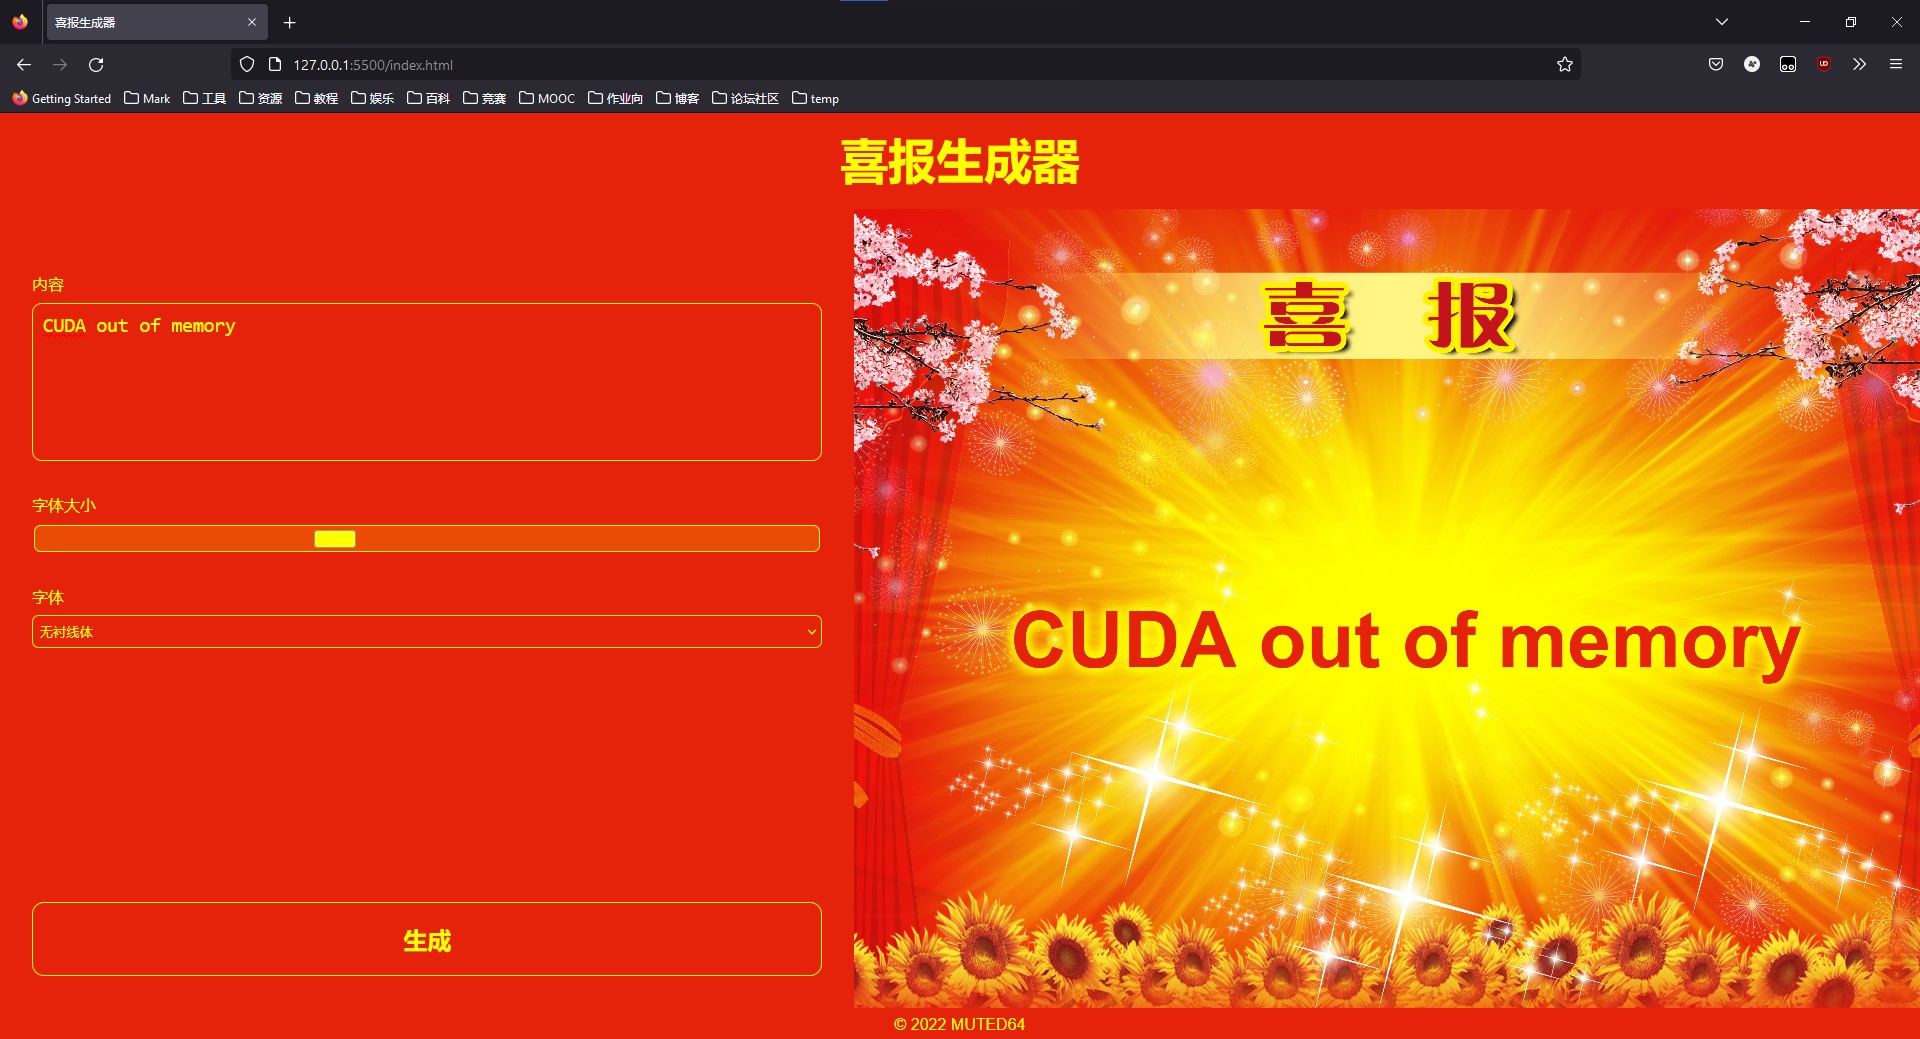 喜报生成器
127.0.0.1:5500/index.html
Getting Started Mark 工具 资源 教程 娱乐 百科 竞赛 MOOC 作业向 博客 论坛社区 temp
喜报生成器
内容
CUDA out of memory
字体大小
字体
无衬线体
生成
喜 报
CUDA out of memory
© 2022 MUTED64